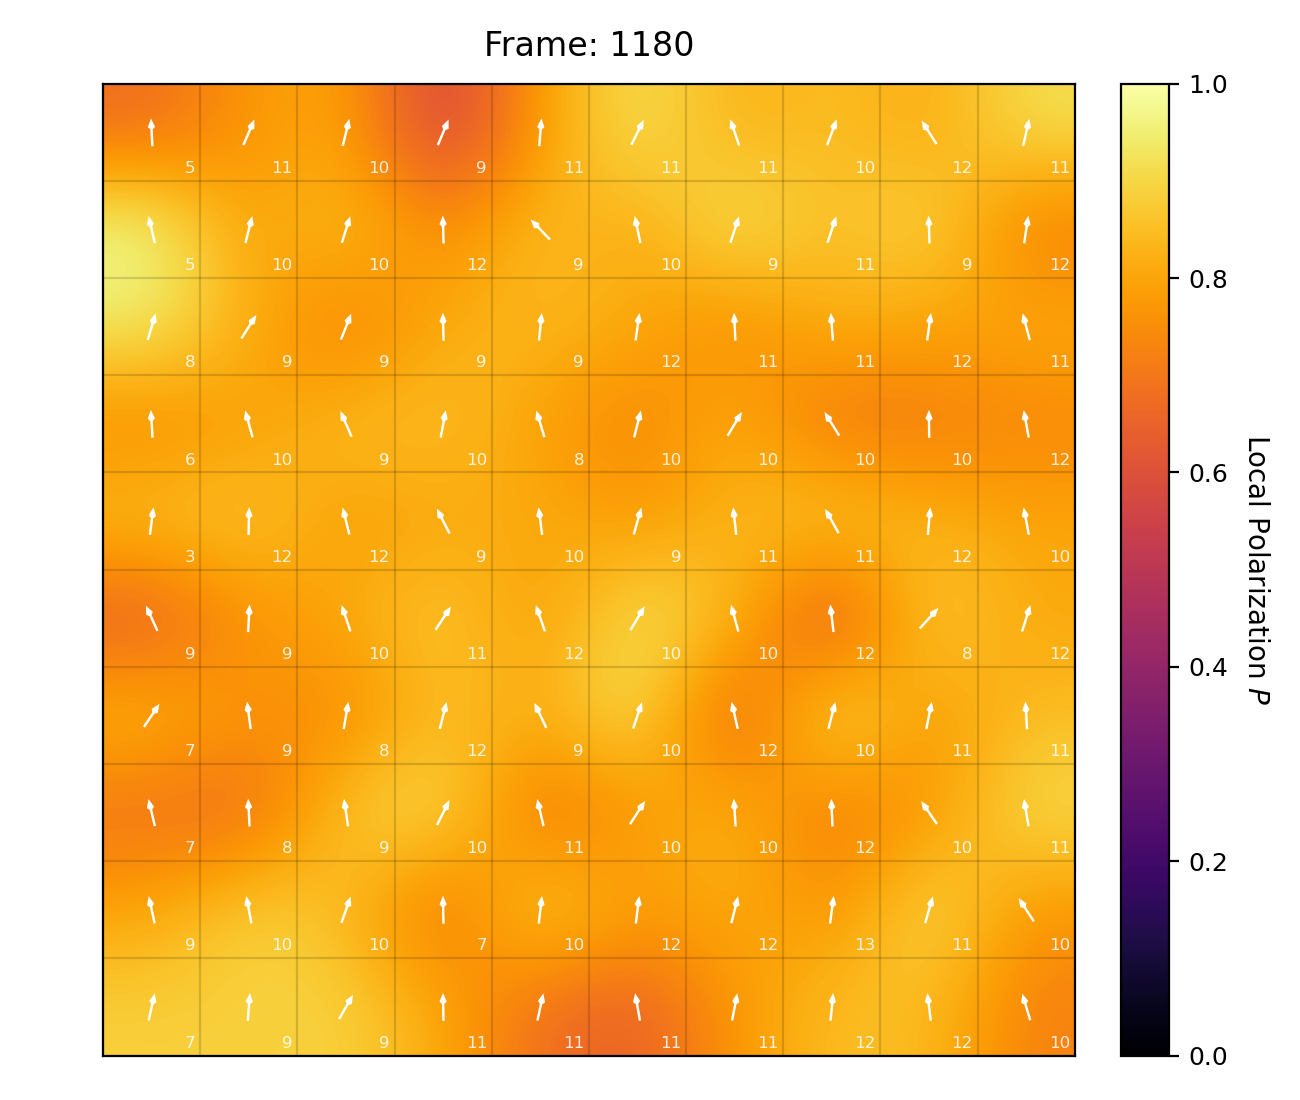 Frame: 1180
5 11 10 9 11 11 11 10 12 11
5 10 10 12 9 10 9 11 9 12
8 9 9 9 9 12 11 11 12 11
6 10 9 10 8 10 10 10 10 12
3 12 12 9 10 9 11 11 12 10
9 9 10 11 12 10 10 12 8 12
7 9 8 12 9 10 12 10 11 11
7 8 9 10 11 10 10 12 10 11
9 10 10 7 10 12 12 13 11 10
7 9 9 11 11 11 11 12 12 10
1.0
0.8
0.6
0.4
0.2
0.0
Local Polarization P